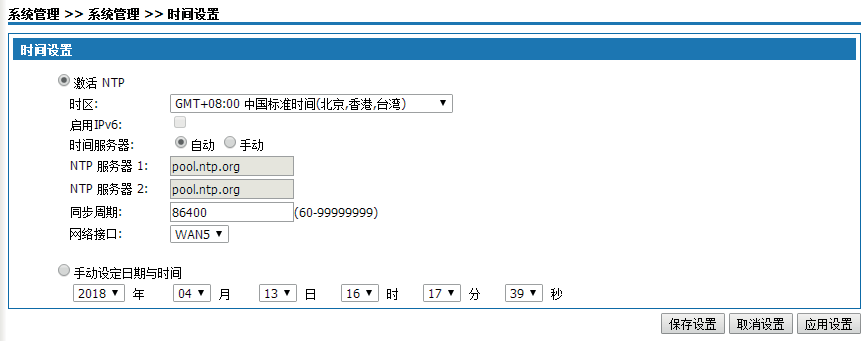 系统管理 >> 系统管理 >> 时间设置
时间设置
激活 NTP
时区: GMT+08:00 中国标准时间(北京,香港,台湾)
启用IPv6:
时间服务器: 自动 手动
NTP 服务器 1: pool.ntp.org
NTP 服务器 2: pool.ntp.org
同步周期: 86400 (60-99999999)
网络接口: WAN5
手动设定日期与时间
2018 年 04 月 13 日 16 时 17 分 39 秒
保存设置 取消设置 应用设置